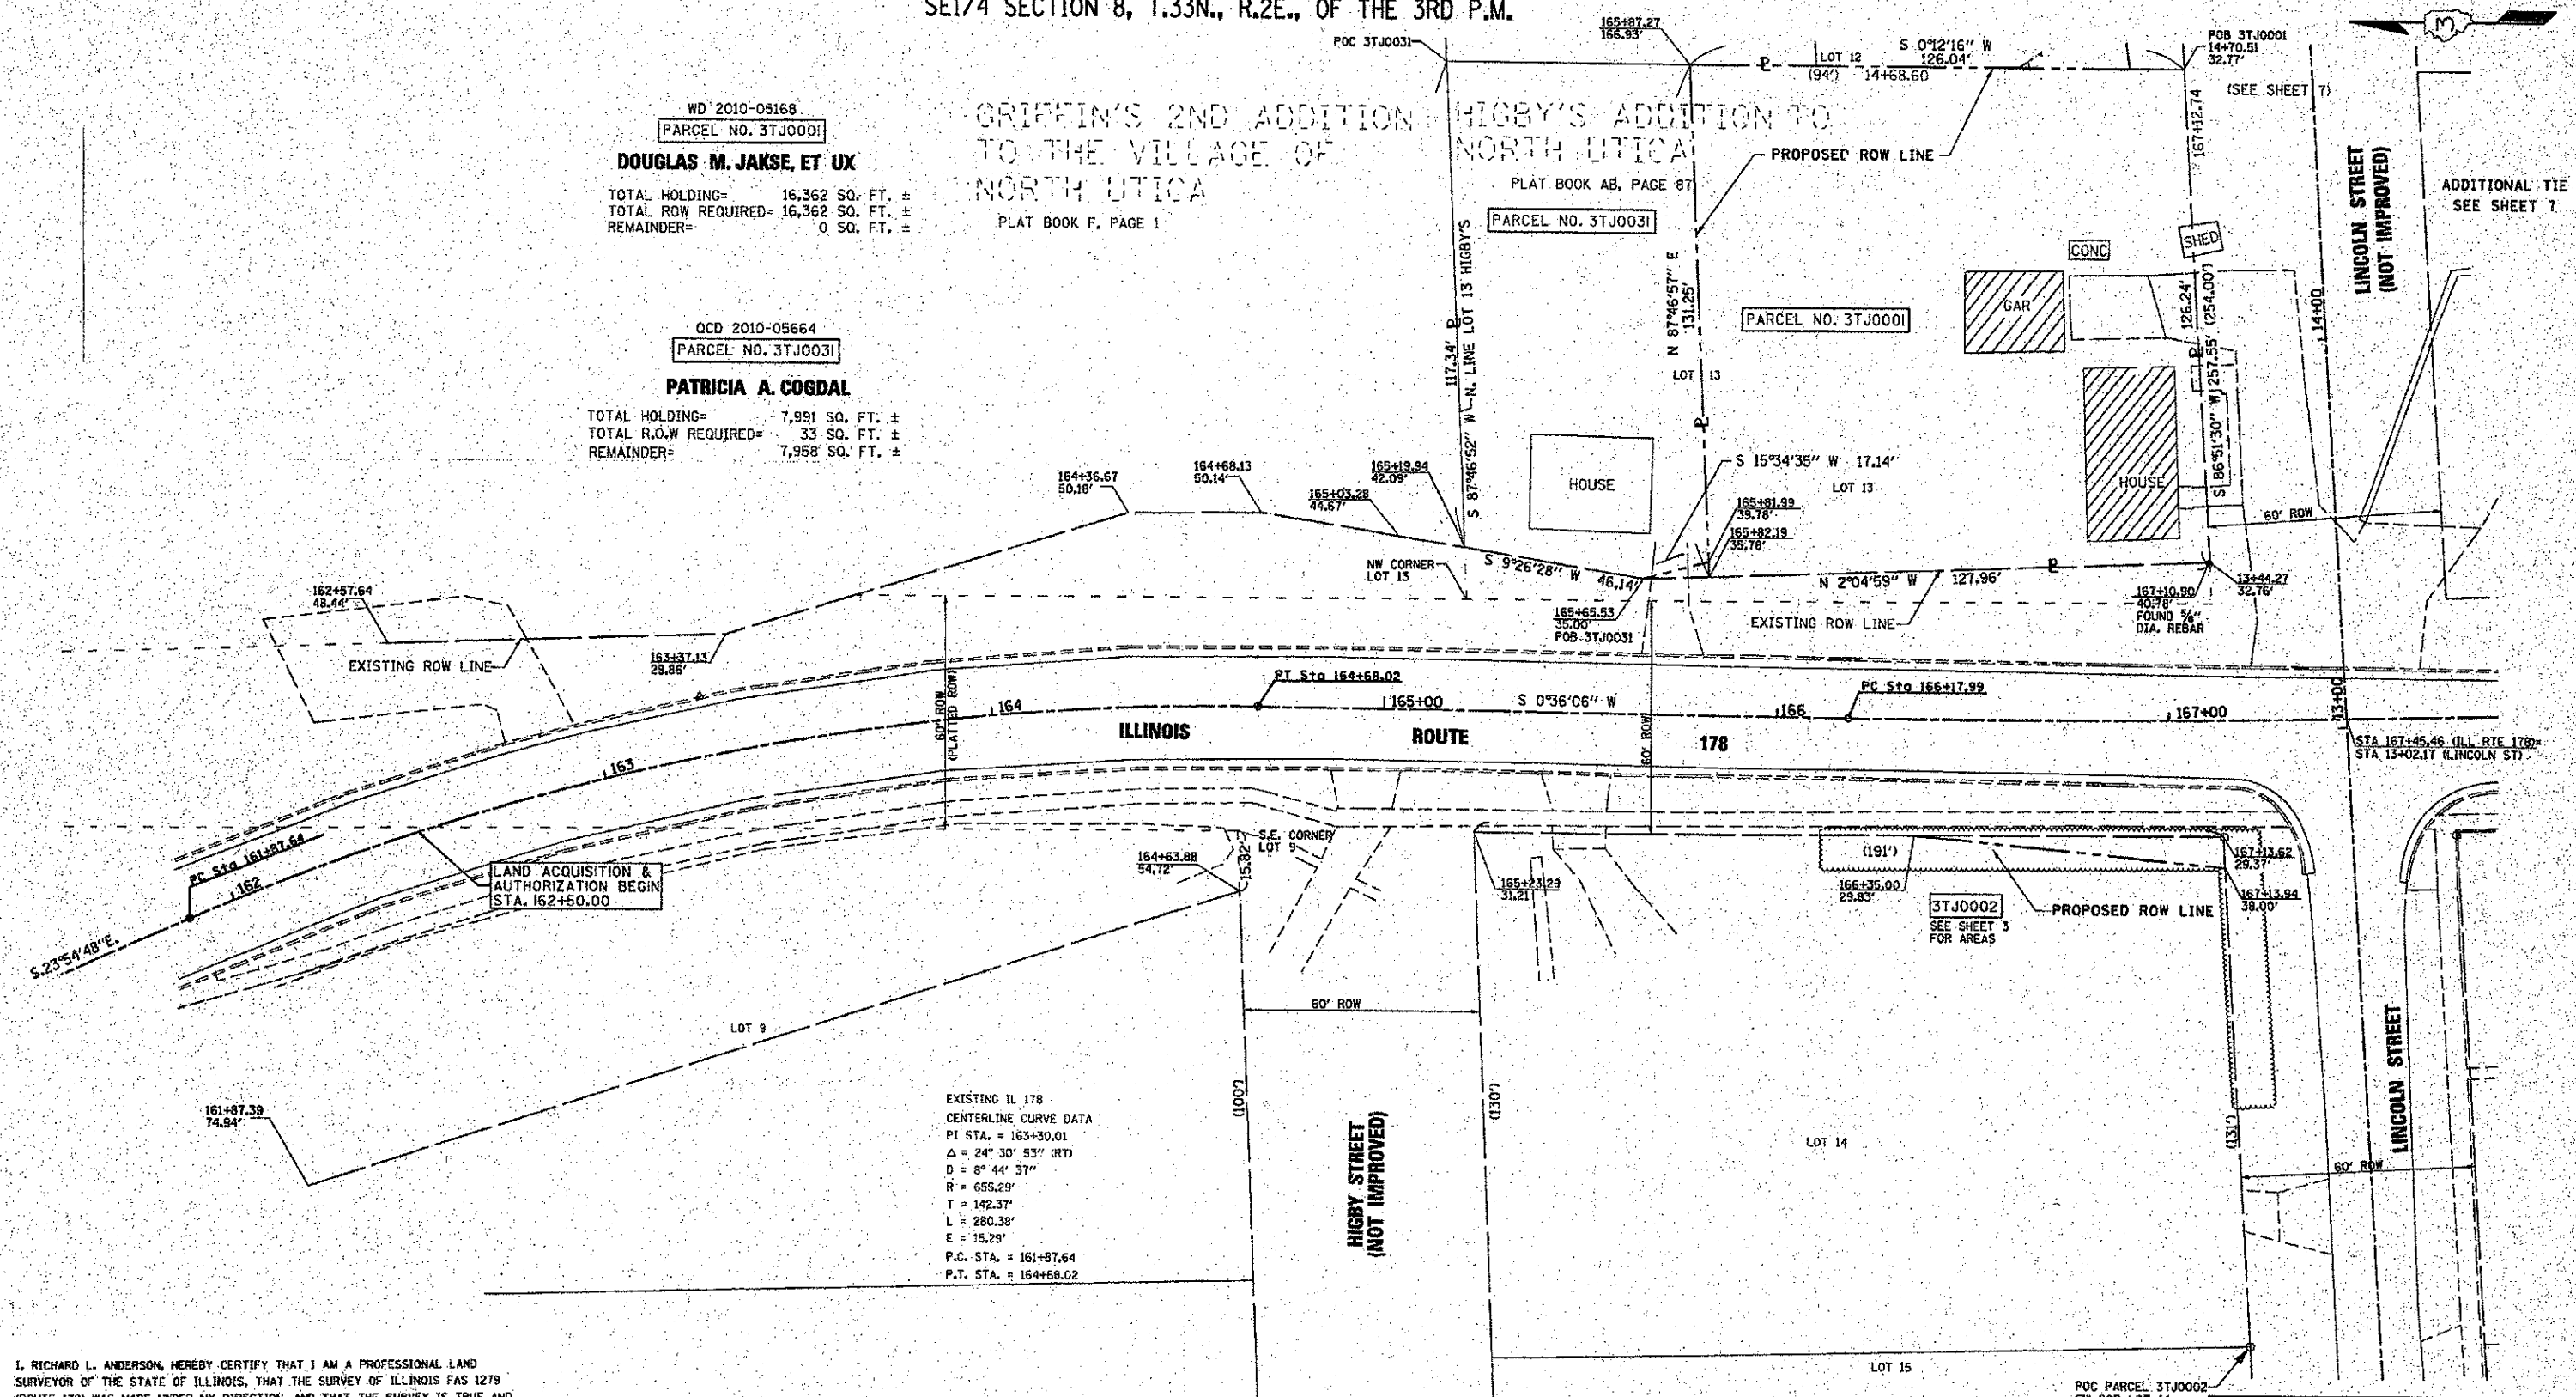 SE1/4 SECTION 8, T.33N., R.2E., OF THE 3RD P.M.
3
WD 2010-05168
PARCEL NO. 3TJ0001
DOUGLAS M. JAKSE, ET UX
TOTAL HOLDING= 16,362 SQ. FT. ±
TOTAL ROW REQUIRED= 16,362 SQ. FT. ±
REMAINDER= 0 SQ. FT. ±
QCD 2010-05664
PARCEL NO. 3TJ0031
PATRICIA A. COGDAL
TOTAL HOLDING= 7,991 SQ. FT. ±
TOTAL R.O.W REQUIRED= 33 SQ. FT. ±
REMAINDER= 7,958 SQ. FT. ±
GRIFFIN'S 2ND ADDITION
TO THE VILLAGE OF
NORTH UTICA
PLAT BOOK F, PAGE 1
HIGBY'S ADDITION TO
NORTH UTICA
PLAT BOOK AB, PAGE 87
PARCEL NO. 3TJ0031
POC 3TJ0031
165+87.27
166.93'
LOT 12
S 0°12'16" W
126.04'
(94') 14+68.60
POB 3TJ0001
14+70.51
32.77'
(SEE SHEET 7)
PROPOSED ROW LINE
167+12.74
LINCOLN STREET
(NOT IMPROVED)
ADDITIONAL TIE
SEE SHEET 7
SHED
CONC
GAR
PARCEL NO. 3TJ0001
117.34'
S 87°46'52" W N. LINE LOT 13 HIGBY'S
N 87°46'57" E
131.25'
LOT 13
126.24'
S 86°51'30" W 257.55' (254.00')
14+00
HOUSE
HOUSE
S 15°34'35" W 17.14'
LOT 13
60' ROW
164+36.67
50.16'
164+68.13
50.14'
165+03.28
44.67'
165+19.94
42.09'
165+81.99
39.78'
165+82.19
35.78'
NW CORNER
LOT 13
S 9°26'28" W 46.14'
N 2°04'59" W 127.96'
13+44.27
32.76'
167+10.90
40.78'
FOUND 5/8"
DIA. REBAR
165+65.53
35.00'
POB 3TJ0031
EXISTING ROW LINE
162+57.64
48.44'
EXISTING ROW LINE
163+37.13
29.86'
60' ROW
(PLATTED ROW)
PT Sta 164+68.02
164
165+00
S 0°36'06" W
166
PC Sta 166+17.99
167+00
13+00
ILLINOIS ROUTE 178
60' ROW
STA 167+45.46 (ILL RTE 178)=
STA 13+02.17 (LINCOLN ST)
163
PC Sta 161+87.64
162
S.23°54'48"E.
LAND ACQUISITION &
AUTHORIZATION BEGIN
STA. 162+50.00
S.E. CORNER
LOT 9
164+63.88
54.72'
15.82'
165+23.29
31.21'
(191')
166+35.00
29.83'
167+13.62
29.37'
167+13.94
38.00'
3TJ0002
SEE SHEET 3
FOR AREAS
PROPOSED ROW LINE
60' ROW
LOT 9
161+87.39
74.94'
(100')
(130')
(131')
LINCOLN STREET
60' ROW
HIGBY STREET
(NOT IMPROVED)
LOT 14
EXISTING IL 178
CENTERLINE CURVE DATA
PI STA. = 163+30.01
Δ = 24° 30' 53" (RT)
D = 8° 44' 37"
R = 655.29'
T = 142.37'
L = 280.38'
E = 15.29'
P.C. STA. = 161+87.64
P.T. STA. = 164+68.02
LOT 15
POC PARCEL 3TJ0002
I, RICHARD L. ANDERSON, HEREBY CERTIFY THAT I AM A PROFESSIONAL LAND
SURVEYOR OF THE STATE OF ILLINOIS, THAT THE SURVEY OF ILLINOIS FAS 1279